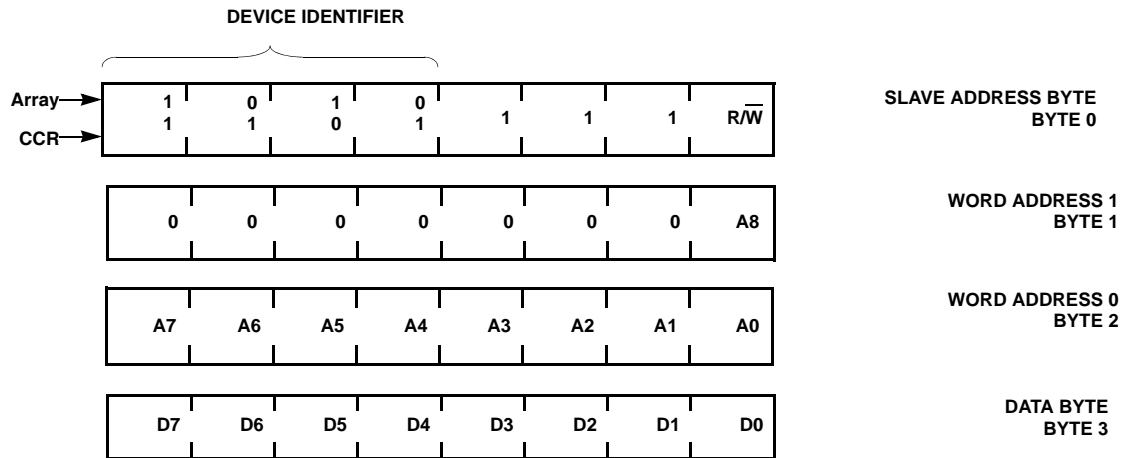 DEVICE IDENTIFIER
Array
CCR
1 0 1 0
1 1 0 1
1 1 1 R/W̅
SLAVE ADDRESS BYTE
BYTE 0
0 0 0 0 0 0 0 A8
WORD ADDRESS 1
BYTE 1
A7 A6 A5 A4 A3 A2 A1 A0
WORD ADDRESS 0
BYTE 2
D7 D6 D5 D4 D3 D2 D1 D0
DATA BYTE
BYTE 3